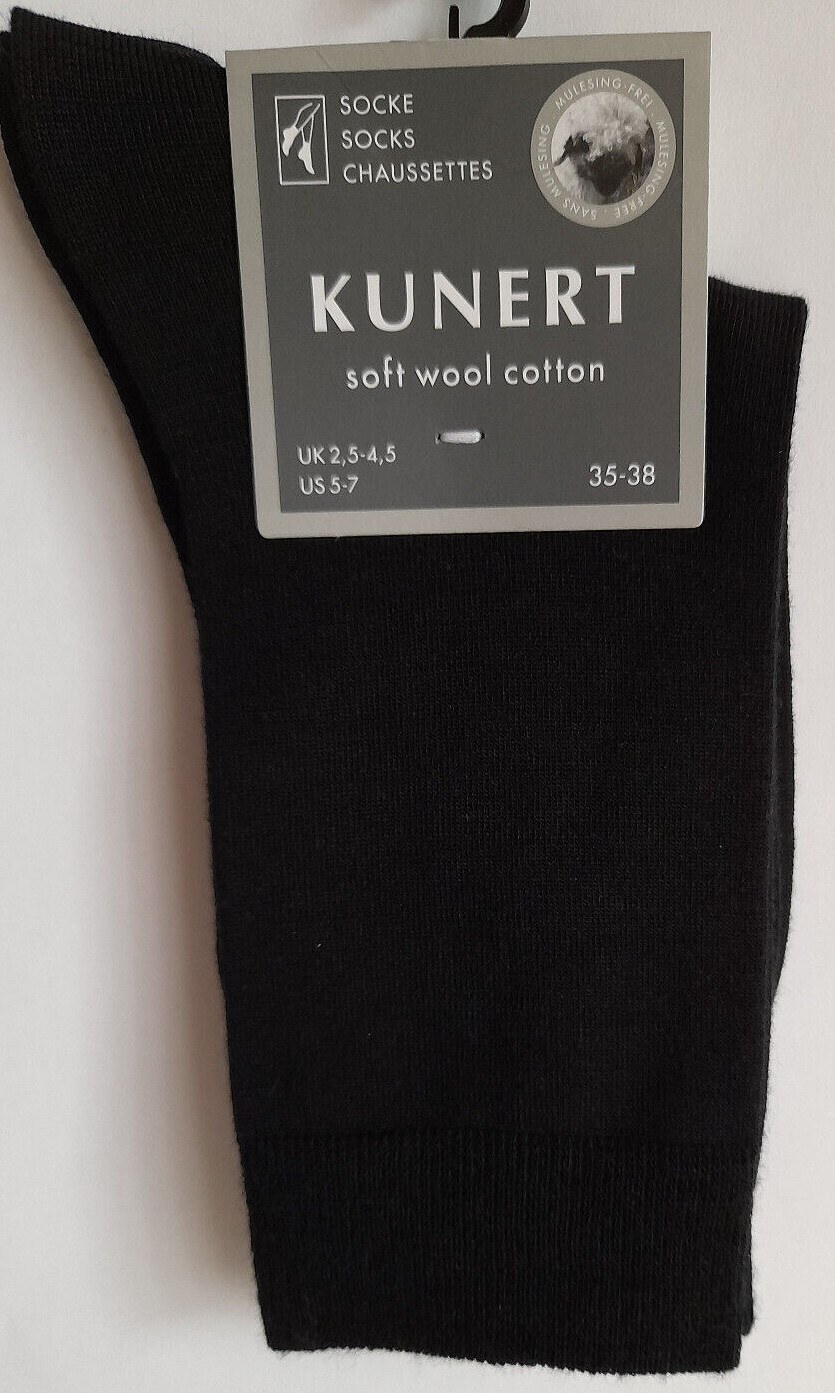 SOCKE
SOCKS
CHAUSSETTES
MULESING-FREI · MULESING-FREE · SANS MULESING ·
KUNERT
soft wool cotton
UK 2,5-4,5
US 5-7
35-38